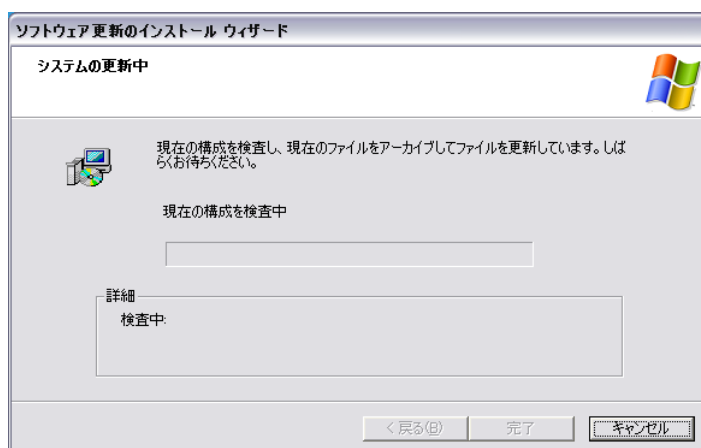 ソフトウェア更新のインストール ウィザード
システムの更新中
現在の構成を検査し、現在のファイルをアーカイブしてファイルを更新しています。しば
らくお待ちください。
現在の構成を検査中
詳細
検査中:
< 戻る(B)
完了
キャンセル